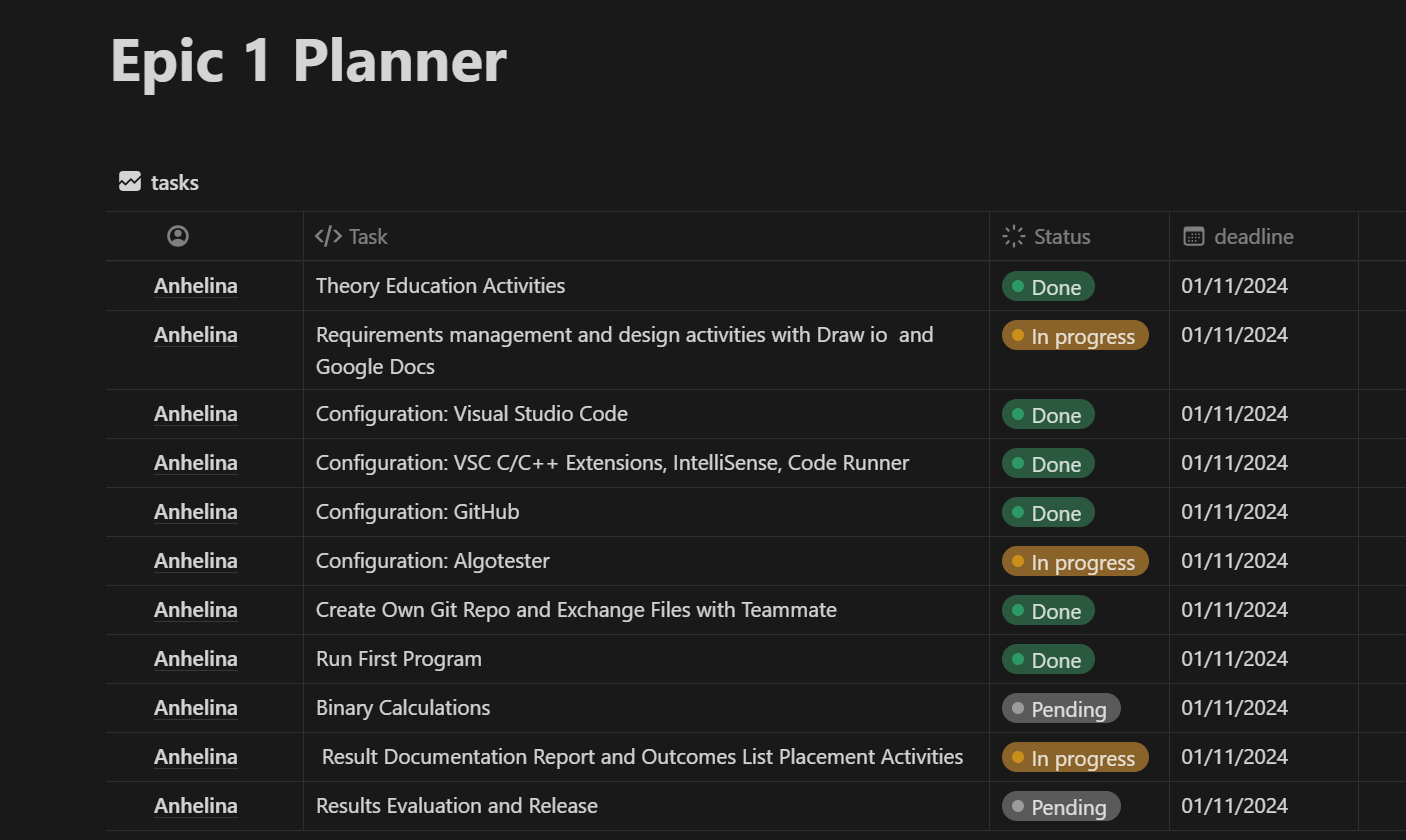 Epic 1 Planner
tasks
Task Status deadline
Anhelina Theory Education Activities Done 01/11/2024
Anhelina Requirements management and design activities with Draw io  and In progress 01/11/2024
Google Docs
Anhelina Configuration: Visual Studio Code Done 01/11/2024
Anhelina Configuration: VSC C/C++ Extensions, IntelliSense, Code Runner Done 01/11/2024
Anhelina Configuration: GitHub Done 01/11/2024
Anhelina Configuration: Algotester In progress 01/11/2024
Anhelina Create Own Git Repo and Exchange Files with Teammate Done 01/11/2024
Anhelina Run First Program Done 01/11/2024
Anhelina Binary Calculations Pending 01/11/2024
Anhelina Result Documentation Report and Outcomes List Placement Activities In progress 01/11/2024
Anhelina Results Evaluation and Release Pending 01/11/2024